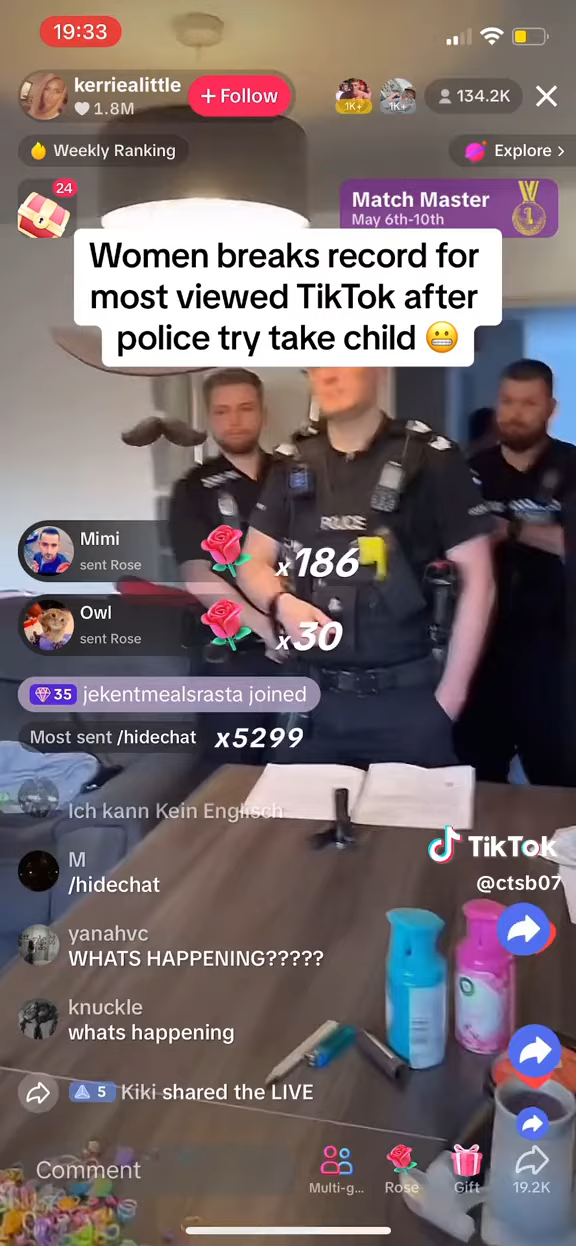 19:33
kerriealittle
1.8M
+ Follow
1K+
1K+
134.2K
Weekly Ranking
Explore >
24
Match Master
May 6th-10th
1
Women breaks record for
most viewed TikTok after
police try take child 😬
POLICE
Mimi
sent Rose
x186
Owl
sent Rose
x30
35 jekentmealsrasta joined
Most sent /hidechat x5299
Ich kann Kein Englisch
TikTok
@ctsb07
M
/hidechat
yanahvc
WHATS HAPPENING?????
knuckle
whats happening
5 Kiki shared the LIVE
Comment
Multi-g...
Rose
Gift
19.2K